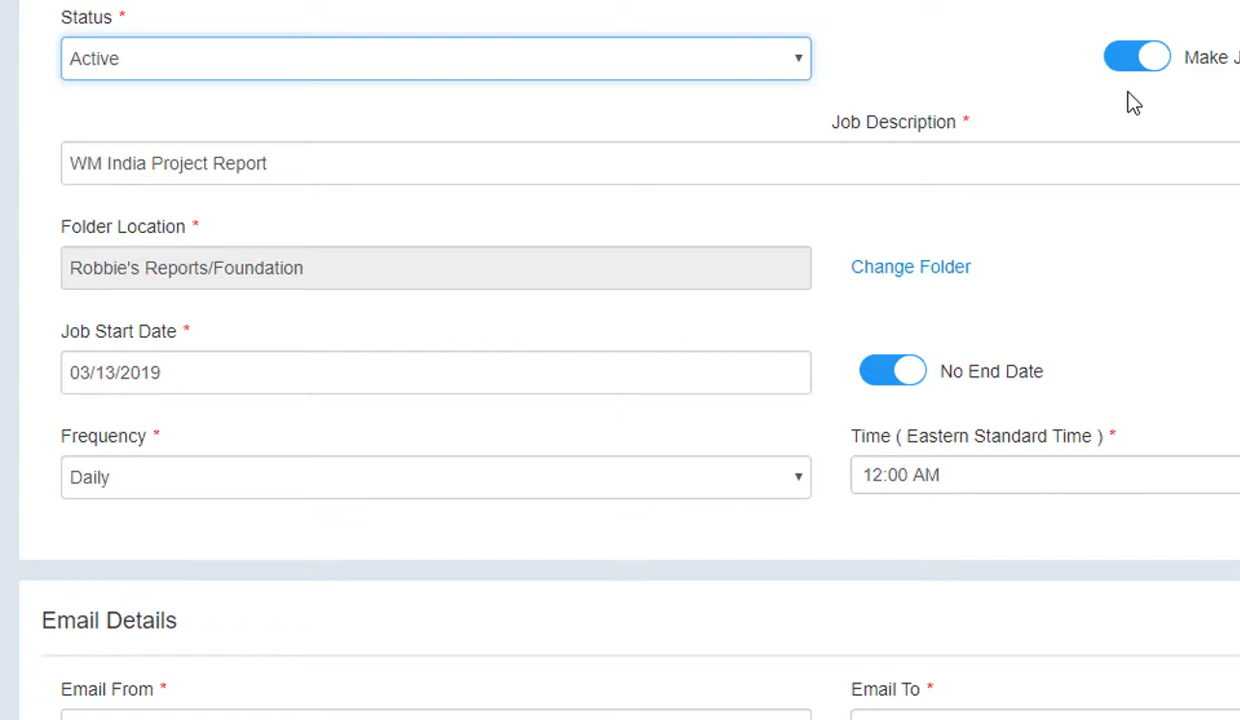 Status *
Active
Make J
Job Description *
WM India Project Report
Folder Location *
Robbie's Reports/Foundation
Change Folder
Job Start Date *
03/13/2019
No End Date
Frequency *
Time ( Eastern Standard Time ) *
Daily
12:00 AM
Email Details
Email From *
Email To *